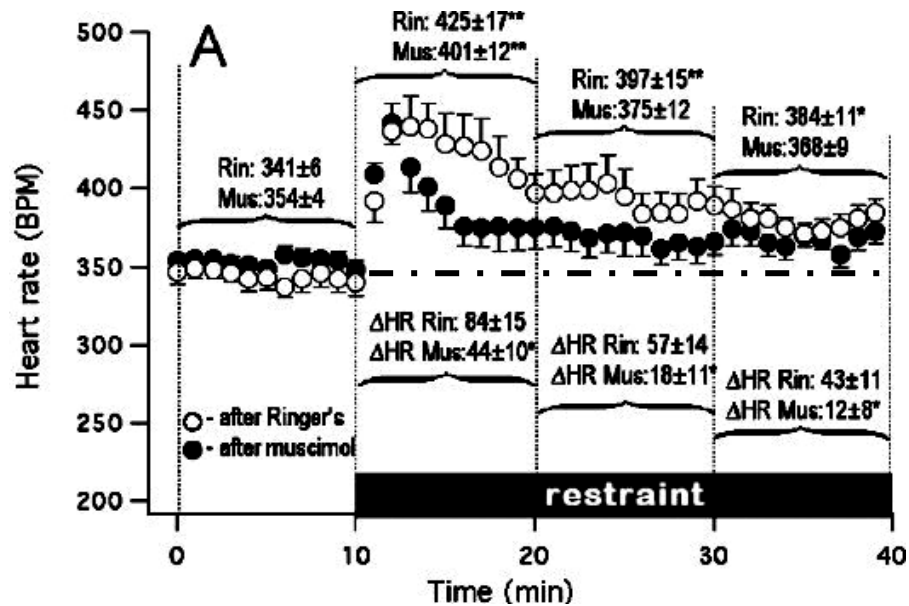 A
Rin: 425±17**
Mus:401±12**
Rin: 397±15**
Mus:375±12
Rin: 384±11*
Mus:368±9
Rin: 341±6
Mus:354±4
500
450
400
350
300
250
200
Heart rate (BPM)
ΔHR Rin: 84±15
ΔHR Mus:44±10*
ΔHR Rin: 57±14
ΔHR Mus:18±11*
ΔHR Rin: 43±11
ΔHR Mus:12±8*
- after Ringer's
- after muscimol
restraint
0 10 20 30 40
Time (min)